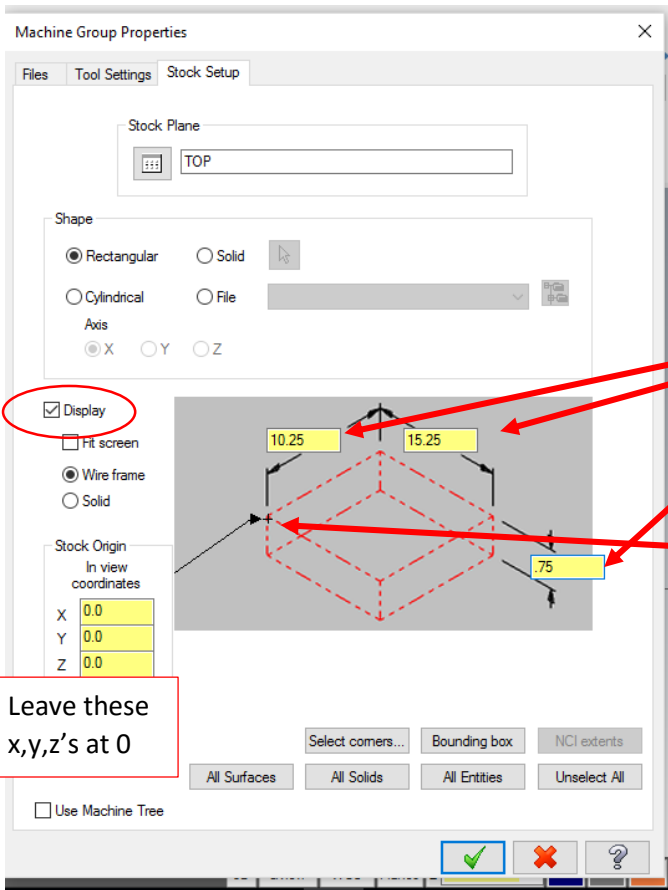 Machine Group Properties
Files Tool Settings Stock Setup
Stock Plane
TOP
Shape
Rectangular Solid
Cylindrical File
Axis
X Y Z
Display
Fit screen
Wire frame
Solid
10.25 15.25
.75
Stock Origin
In view
coordinates
X 0.0
Y 0.0
Z 0.0
Leave these
x,y,z’s at 0
Select corners... Bounding box NCI extents
All Surfaces All Solids All Entities Unselect All
Use Machine Tree